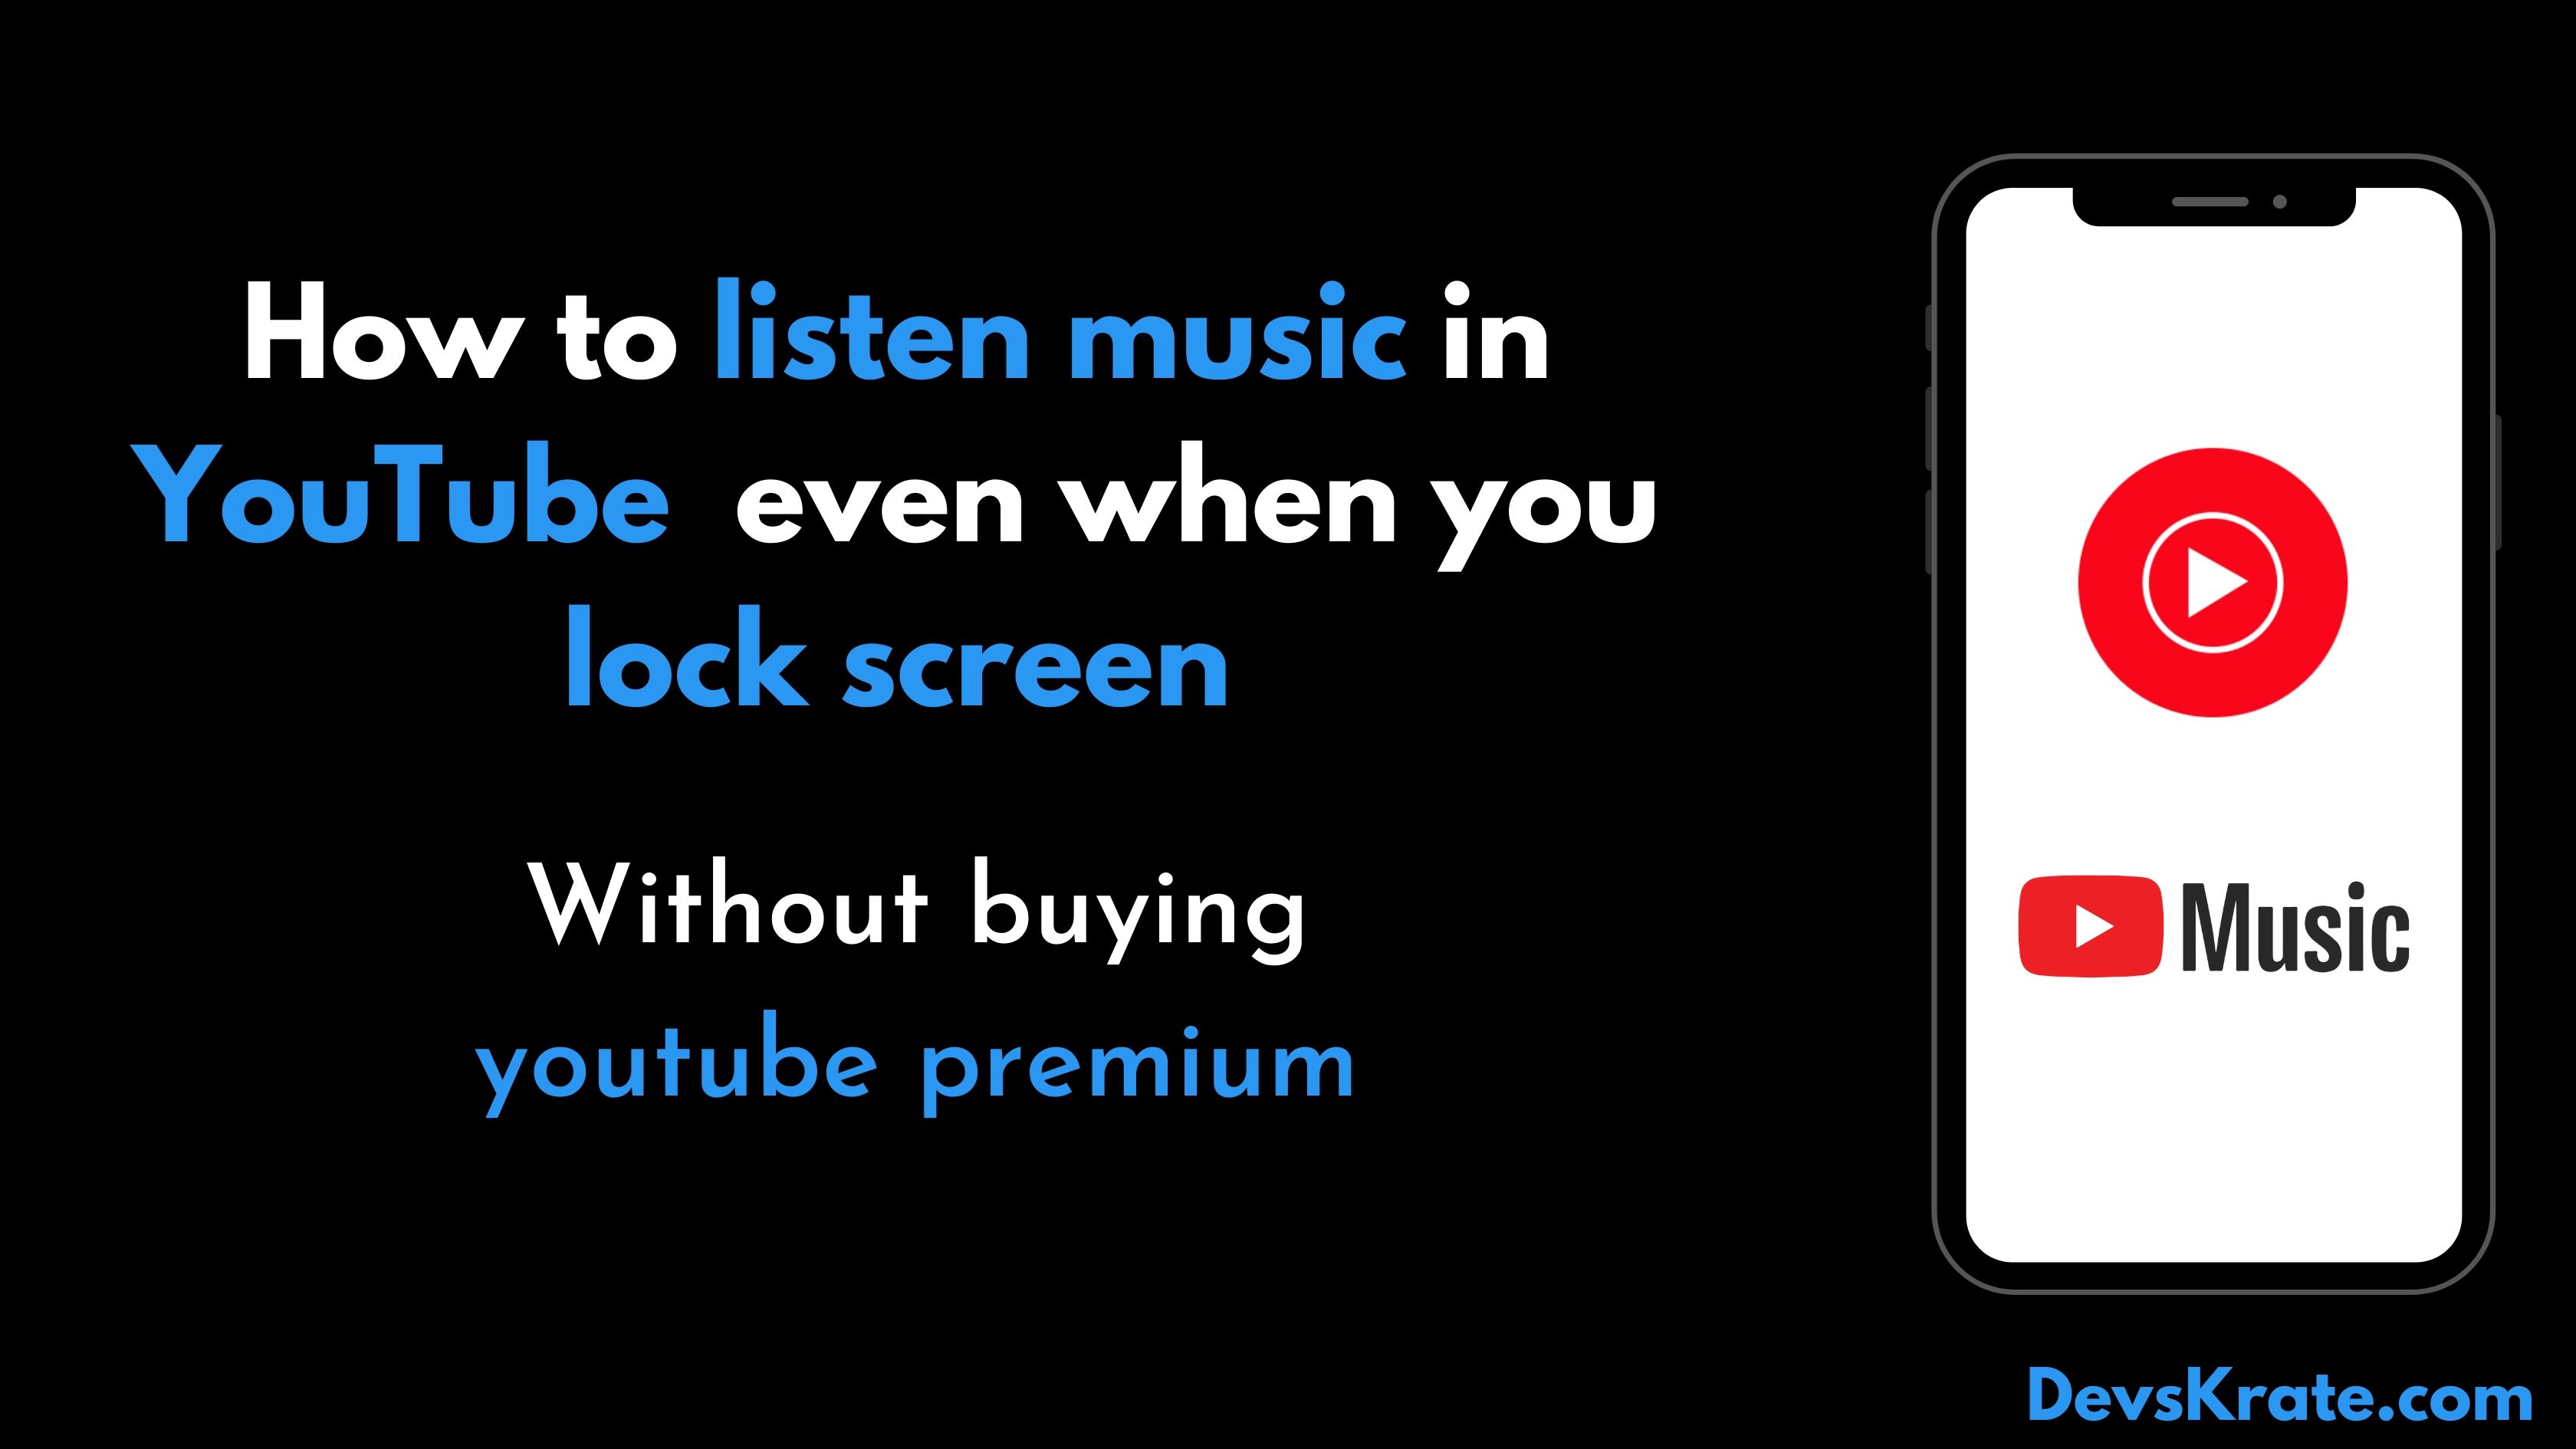 How to listen music in
YouTube even when you
lock screen
Without buying
youtube premium
Music
DevsKrate.com